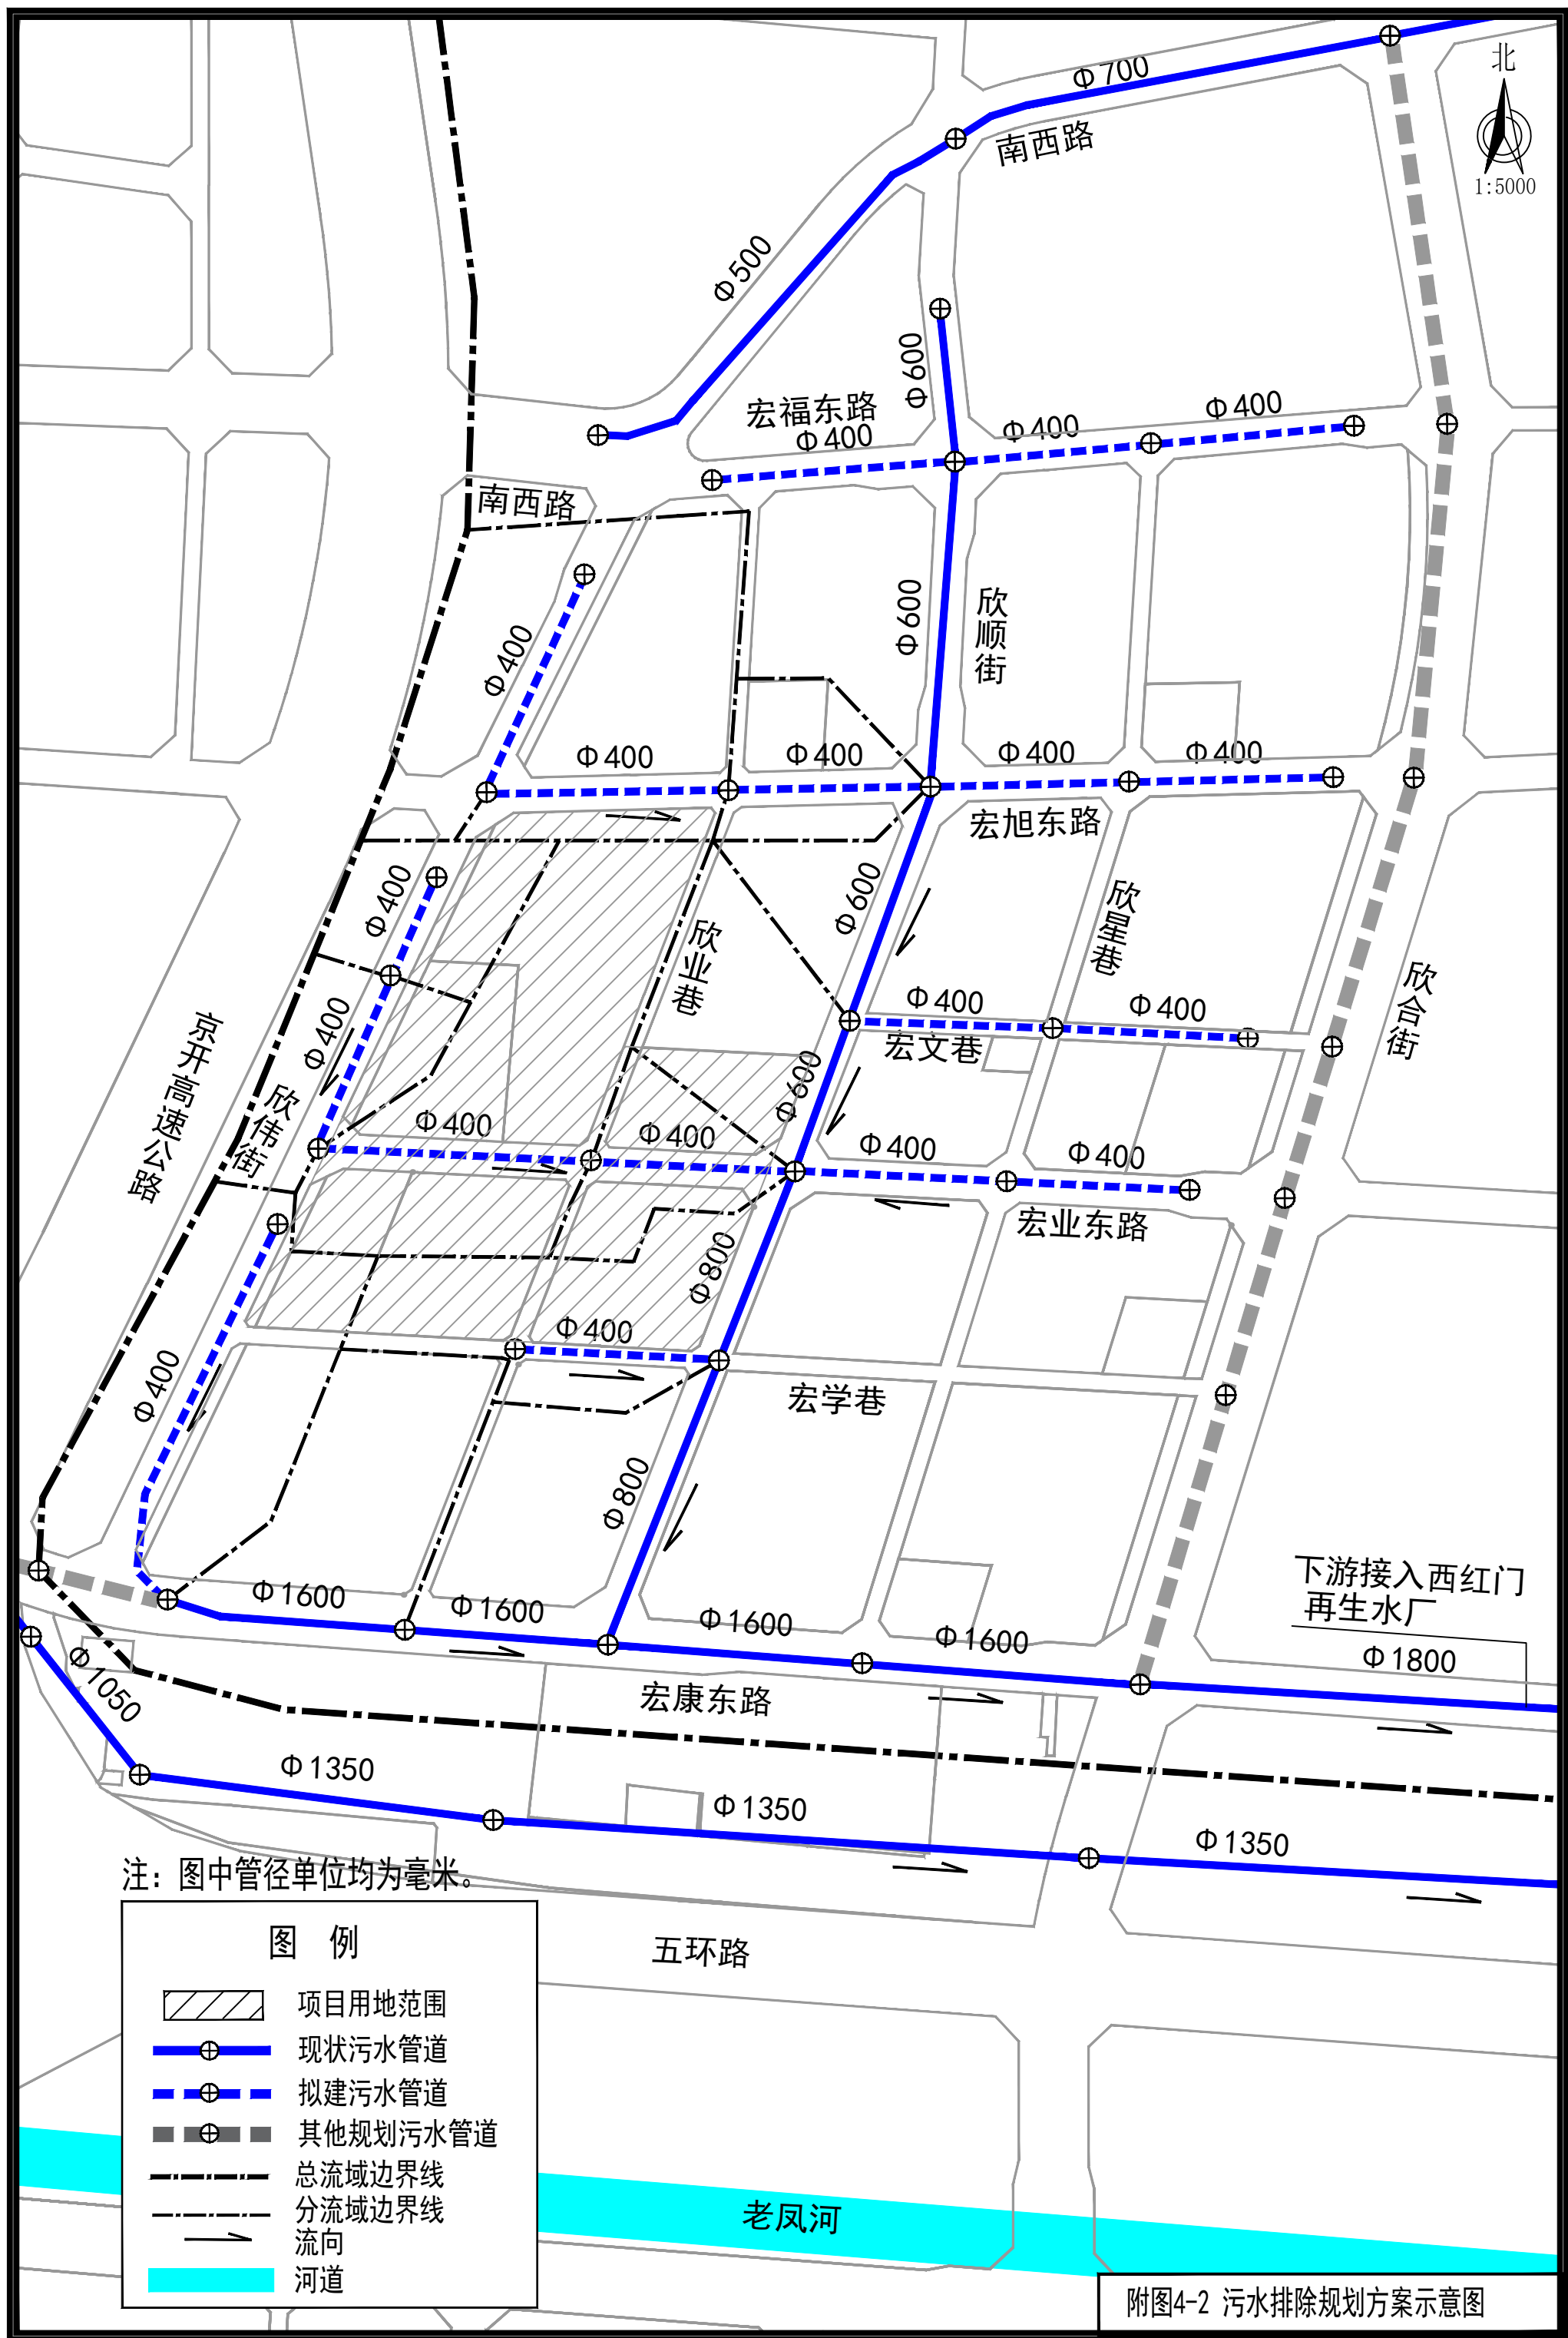 北
1:5000
Φ700
南西路
Φ500
Φ600
宏福东路
Φ400
Φ400
Φ400
南西路
Φ400
Φ600
欣顺街
Φ400
Φ400
Φ400
Φ400
宏旭东路
Φ400
Φ600
欣业巷
欣星巷
欣合街
Φ400
Φ400
Φ400
宏文巷
京开高速公路
欣伟街
Φ600
Φ400
Φ400
Φ400
Φ400
宏业东路
Φ800
Φ400
Φ400
宏学巷
Φ800
下游接入西红门
再生水厂
Φ1600
Φ1600
Φ1600
Φ1600
Φ1800
Φ1050
宏康东路
Φ1350
Φ1350
Φ1350
注：图中管径单位均为毫米。
五环路
图 例
项目用地范围
现状污水管道
拟建污水管道
其他规划污水管道
总流域边界线
分流域边界线
流向
河道
老凤河
附图4-2 污水排除规划方案示意图